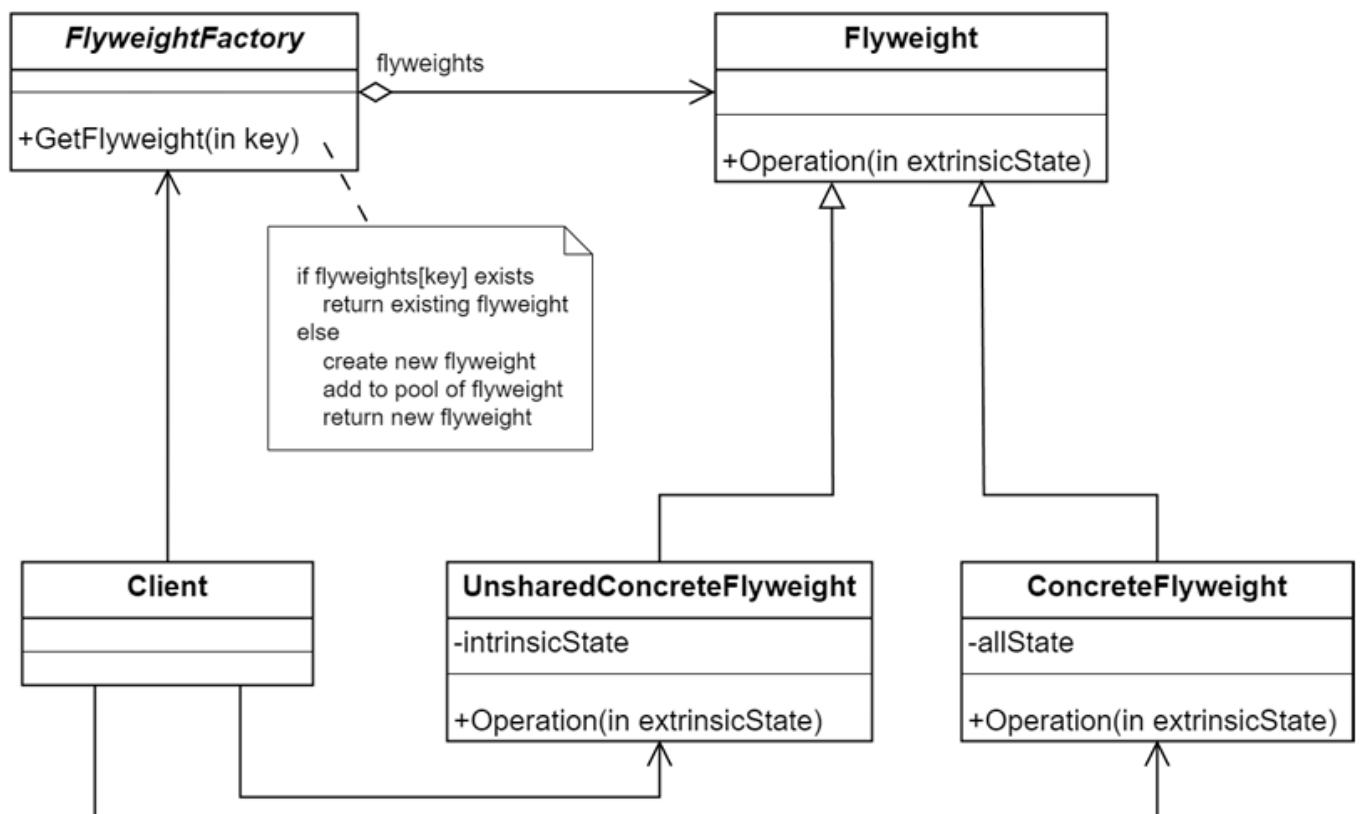 FlyweightFactory
+GetFlyweight(in key)
flyweights
Flyweight
+Operation(in extrinsicState)
if flyweights[key] exists
return existing flyweight
else
create new flyweight
add to pool of flyweight
return new flyweight
Client
UnsharedConcreteFlyweight
-intrinsicState
+Operation(in extrinsicState)
ConcreteFlyweight
-allState
+Operation(in extrinsicState)